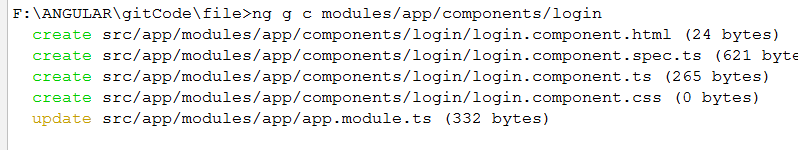 F:\ANGULAR\gitCode\file>ng g c modules/app/components/login
create src/app/modules/app/components/login/login.component.html (24 bytes)
create src/app/modules/app/components/login/login.component.spec.ts (621 byte
create src/app/modules/app/components/login/login.component.ts (265 bytes)
create src/app/modules/app/components/login/login.component.css (0 bytes)
update src/app/modules/app/app.module.ts (332 bytes)